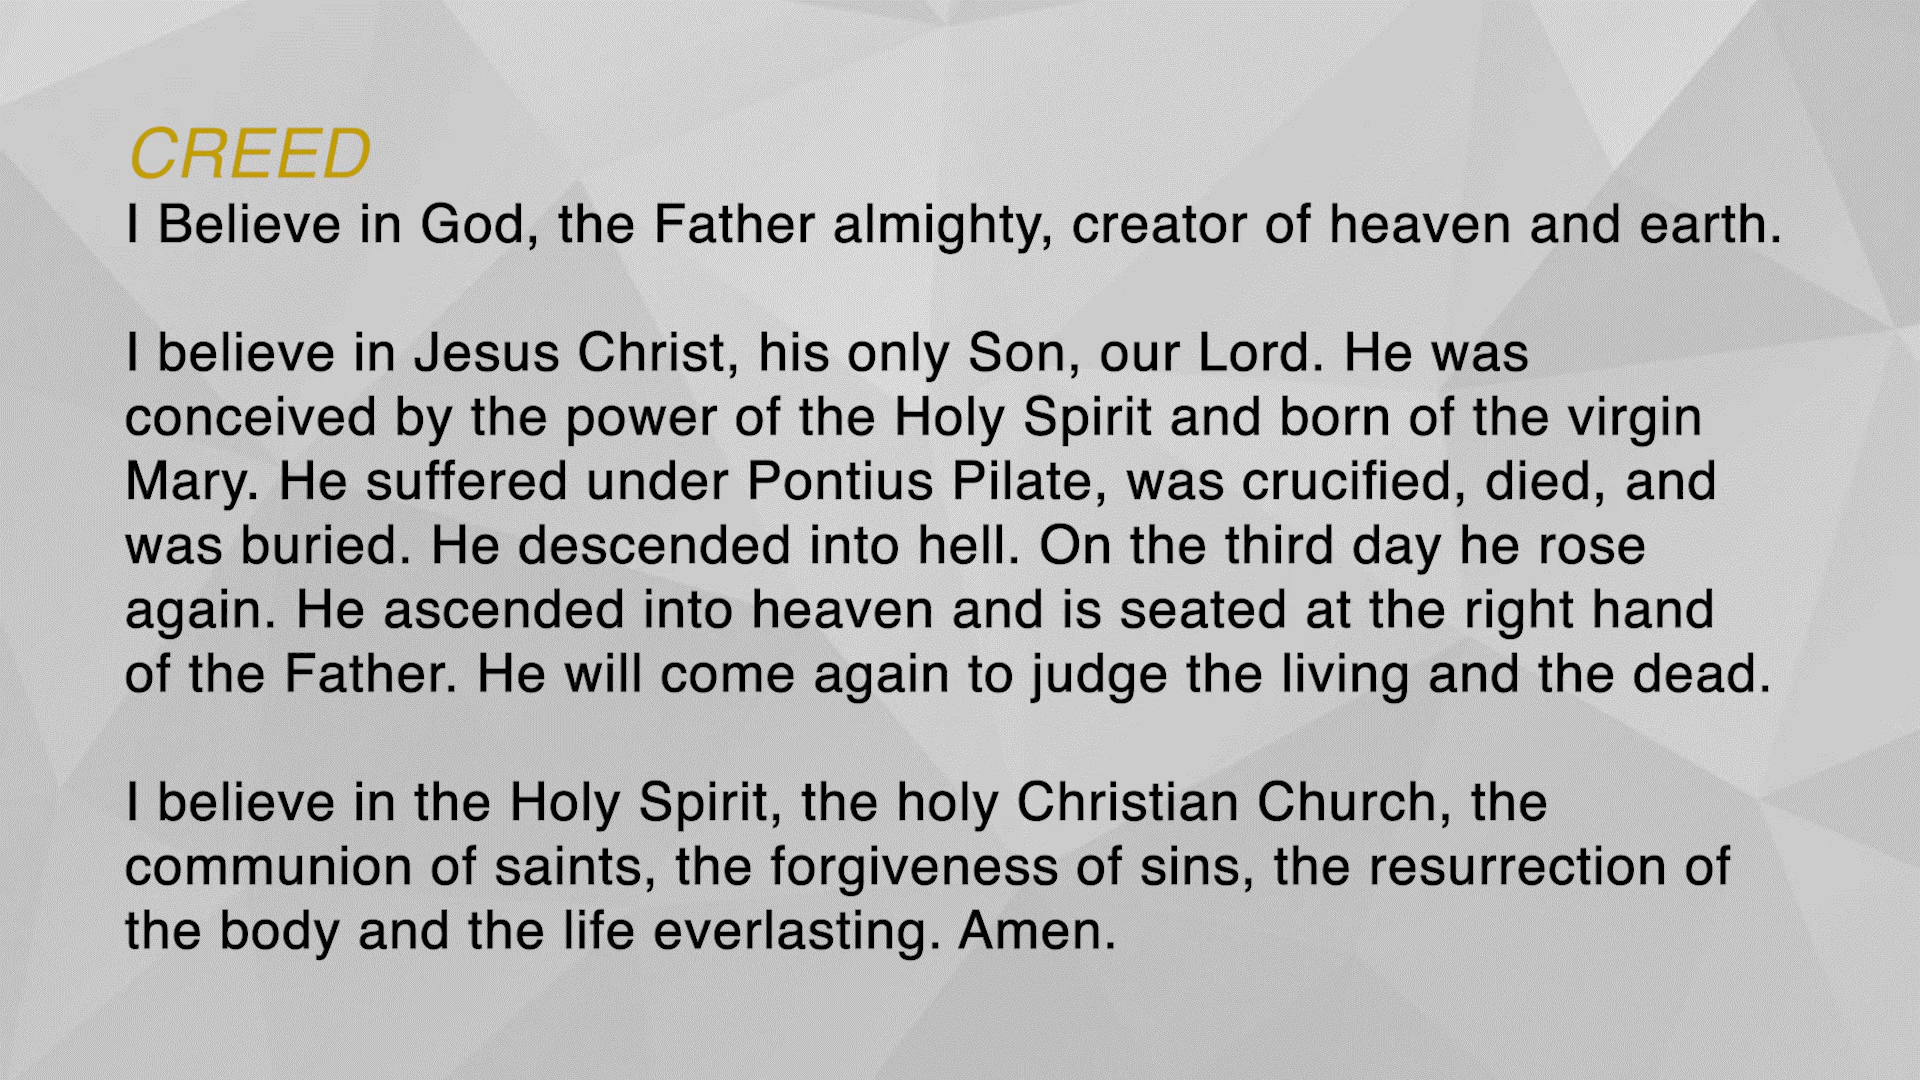 CREED
I Believe in God, the Father almighty, creator of heaven and earth.
I believe in Jesus Christ, his only Son, our Lord. He was
conceived by the power of the Holy Spirit and born of the virgin
Mary. He suffered under Pontius Pilate, was crucified, died, and
was buried. He descended into hell. On the third day he rose
again. He ascended into heaven and is seated at the right hand
of the Father. He will come again to judge the living and the dead.
I believe in the Holy Spirit, the holy Christian Church, the
communion of saints, the forgiveness of sins, the resurrection of
the body and the life everlasting. Amen.